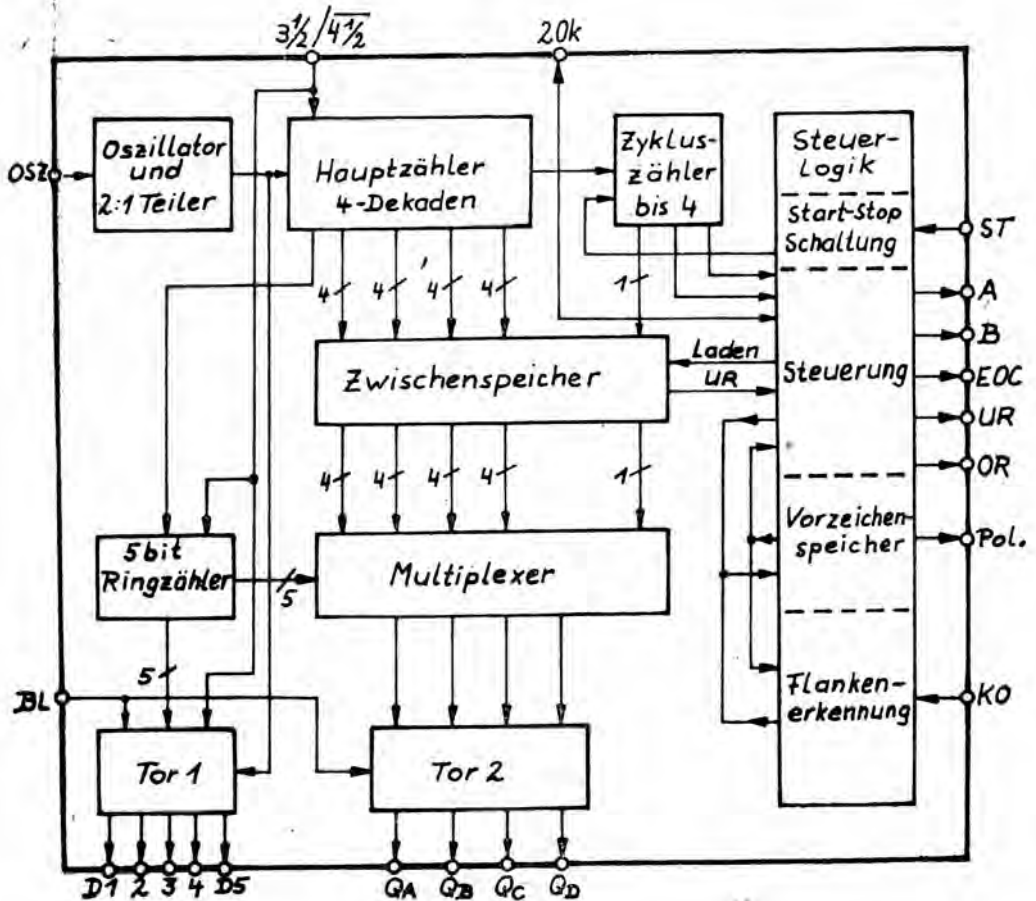 3½/4½
20k
OSZ
Oszillator
und
2:1 Teiler
Hauptzähler
4-Dekaden
Zyklus-
zähler
bis 4
Steuer-
Logik
Start-Stop
Schaltung
ST
4
4
4
4
1
A
B
Zwischenspeicher
Laden
UR
Steuerung
EOC
UR
OR
4
4
4
4
1
5bit
Ringzähler
5
Multiplexer
Vorzeichen
speicher
Pol.
5
BL
Flanken-
erkennung
KO
Tor 1
Tor 2
D1 2 3 4 D5
QA QB QC QD